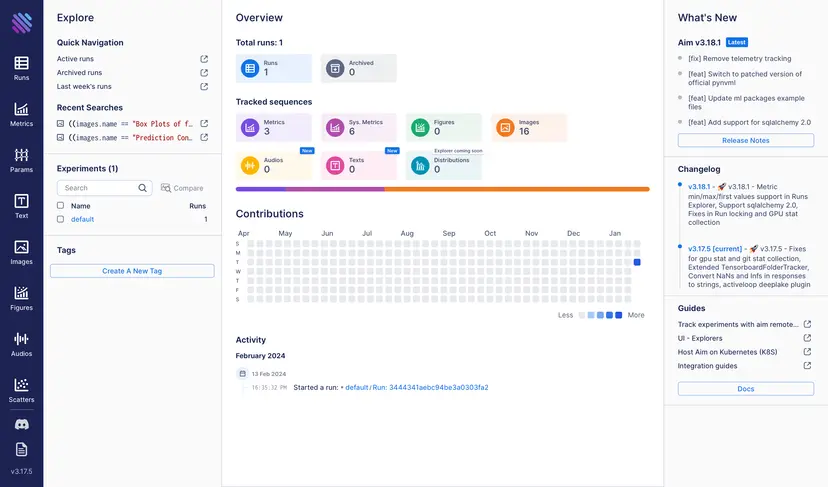 Runs
Metrics
Params
Text
Images
Figures
Audios
Scatters
v3.17.5
Explore
Quick Navigation
Active runs
Archived runs
Last week's runs
Recent Searches
((images.name == "Box Plots of f…
((images.name == "Prediction Con…
Experiments (1)
Search
Compare
Name Runs
default 1
Tags
Create A New Tag
Overview
Total runs: 1
Runs
1
Archived
0
Tracked sequences
Metrics
3
Sys. Metrics
6
Figures
0
Images
16
Audios
0
New
Texts
0
New
Explorer coming soon
Distributions
0
Contributions
Apr May Jun Jul Aug Sep Oct Nov Dec Jan
S
M
T
W
T
F
S
Less More
Activity
February 2024
13 Feb 2024
16:35:32 PM Started a run: • default/Run: 3444341aebc94be3a0303fa2
What's New
Aim v3.18.1 Latest
[fix] Remove telemetry tracking
[feat] Switch to patched version of
official pynvml
[feat] Update ml packages example
files
[feat] Add support for sqlalchemy 2.0
Release Notes
Changelog
v3.18.1 - 🚀 v3.18.1 - Metric
min/max/first values support in Runs
Explorer, Support sqlalchemy 2.0,
Fixes in Run locking and GPU stat
collection
v3.17.5 [current] - 🚀 v3.17.5 - Fixes
for gpu stat and git stat collection,
Extended TensorboardFolderTracker,
Convert NaNs and Infs in responses
to strings, activeloop deeplake plugin
Guides
Track experiments with aim remote...
UI - Explorers
Host Aim on Kubernetes (K8S)
Integration guides
Docs